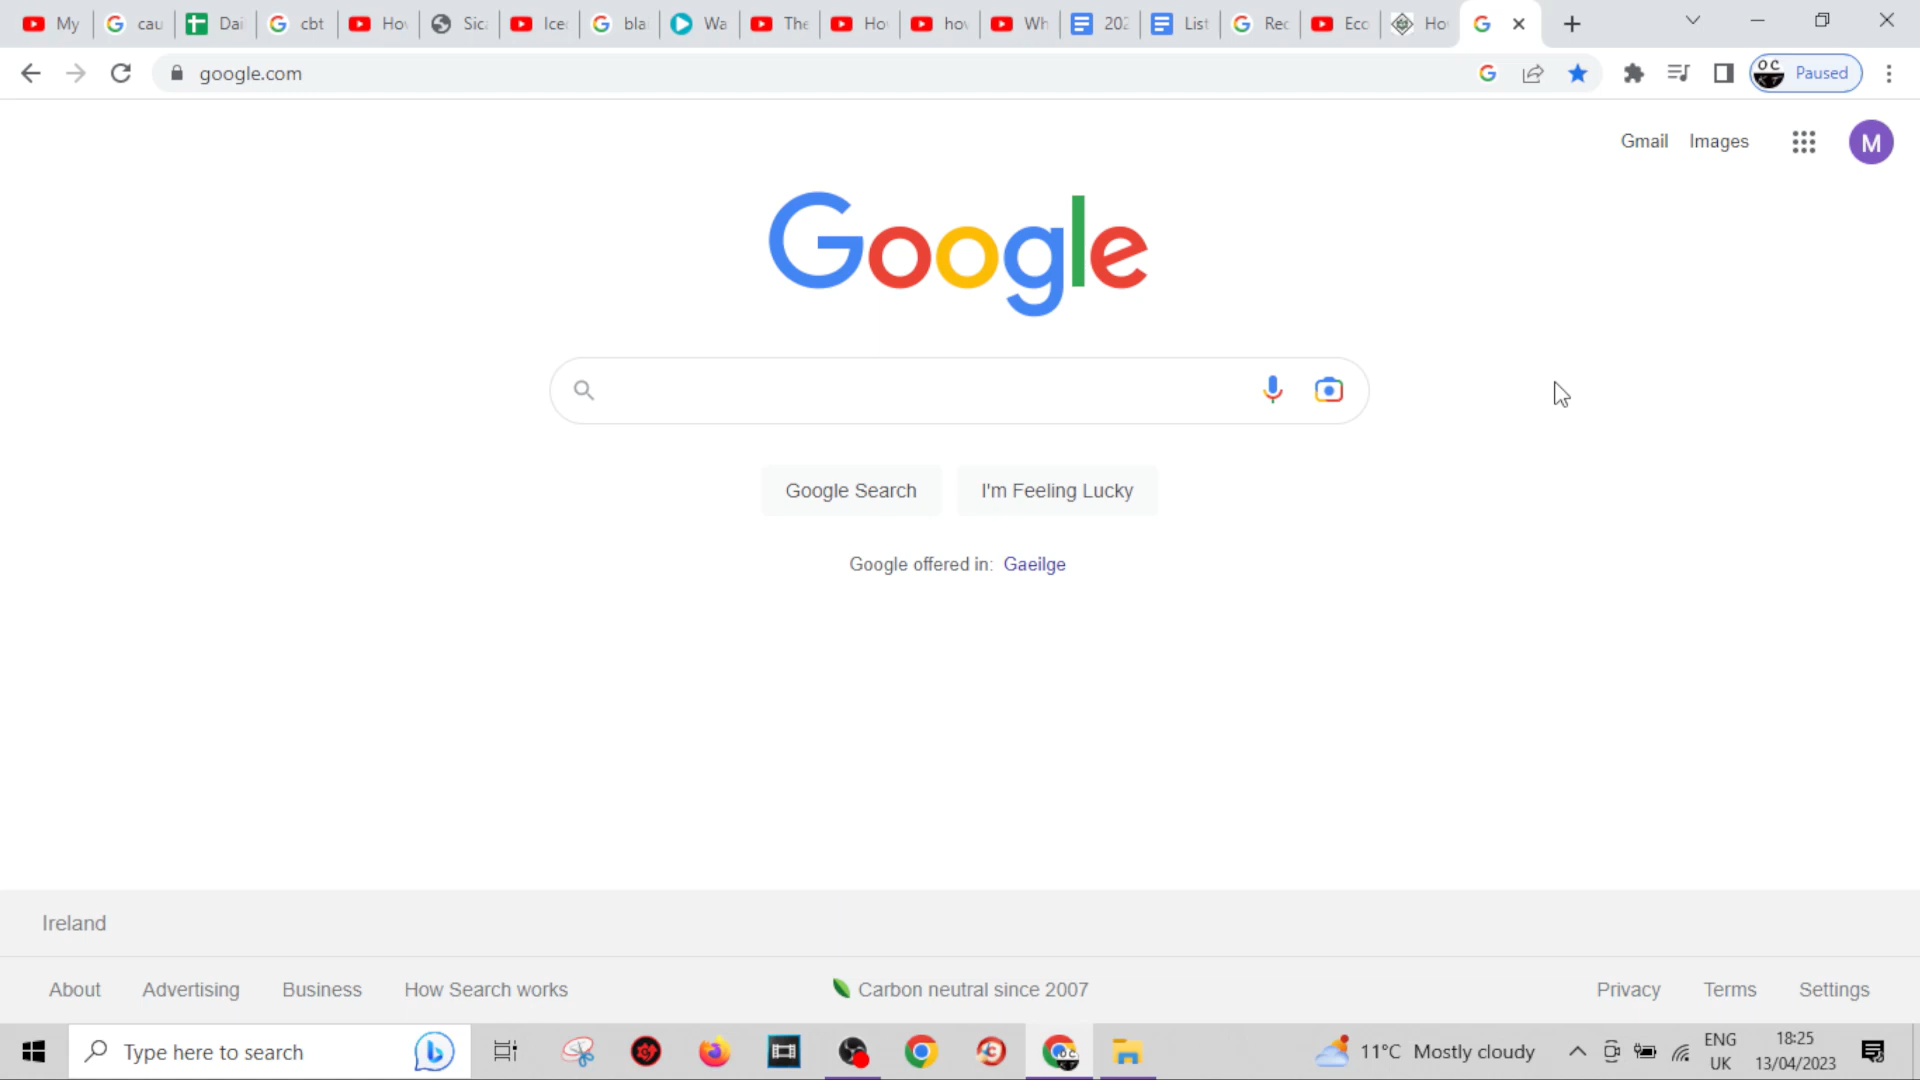 My
cau
Dai
cbt
Hov
Sica
Ice
bla
Wa
The
Ho
hov
Wh
202
List
Rec
Eco
Ho
google.com
Paused
Gmail Images
M
Google
Google Search
I'm Feeling Lucky
Google offered in: Gaeilge
Ireland
About Advertising Business How Search works
Carbon neutral since 2007
Privacy Terms Settings
Type here to search
11°C Mostly cloudy
ENG
UK
18:25
13/04/2023